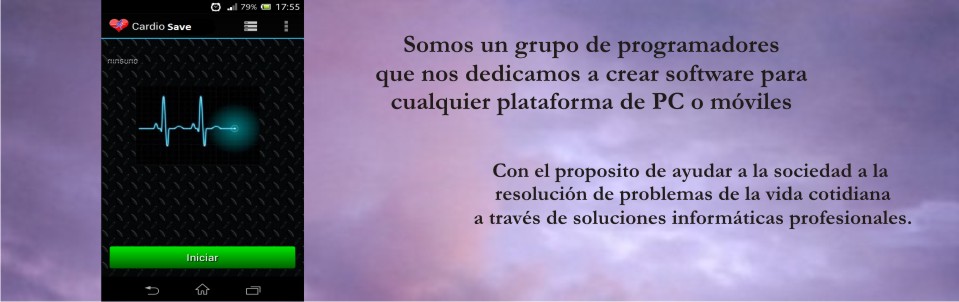 79% 17:55
Cardio Save
ninguno
Iniciar
Somos un grupo de programadores
que nos dedicamos a crear software para
cualquier plataforma de PC o móviles
Con el proposito de ayudar a la sociedad a la
resolución de problemas de la vida cotidiana
a través de soluciones informáticas profesionales.